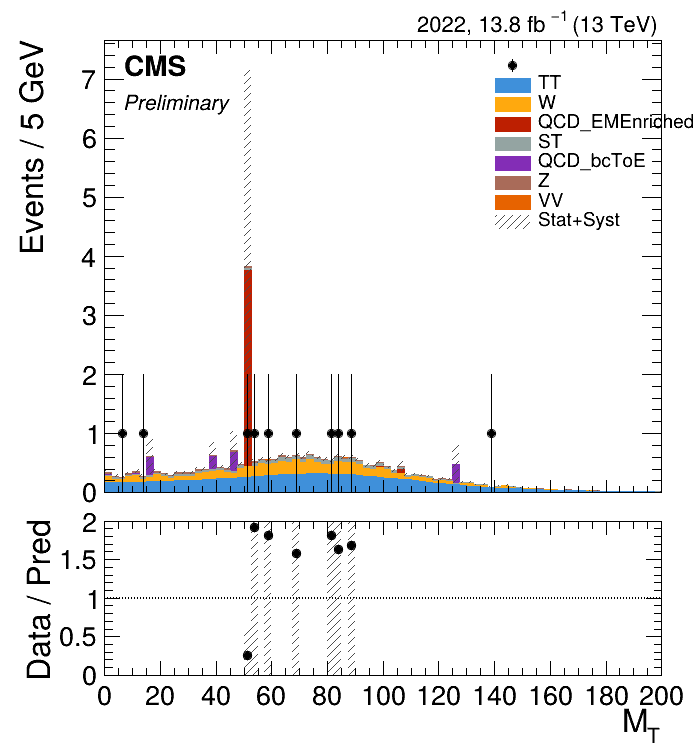 2022, 13.8 fb⁻¹ (13 TeV)
Events / 5 GeV
7
6
5
4
3
2
1
0
CMS
Preliminary
TT
W
QCD_EMEnriched
ST
QCD_bcToE
Z
VV
Stat+Syst
Data / Pred
2
1.5
1
0.5
0
0 20 40 60 80 100 120 140 160 180 200
M_T